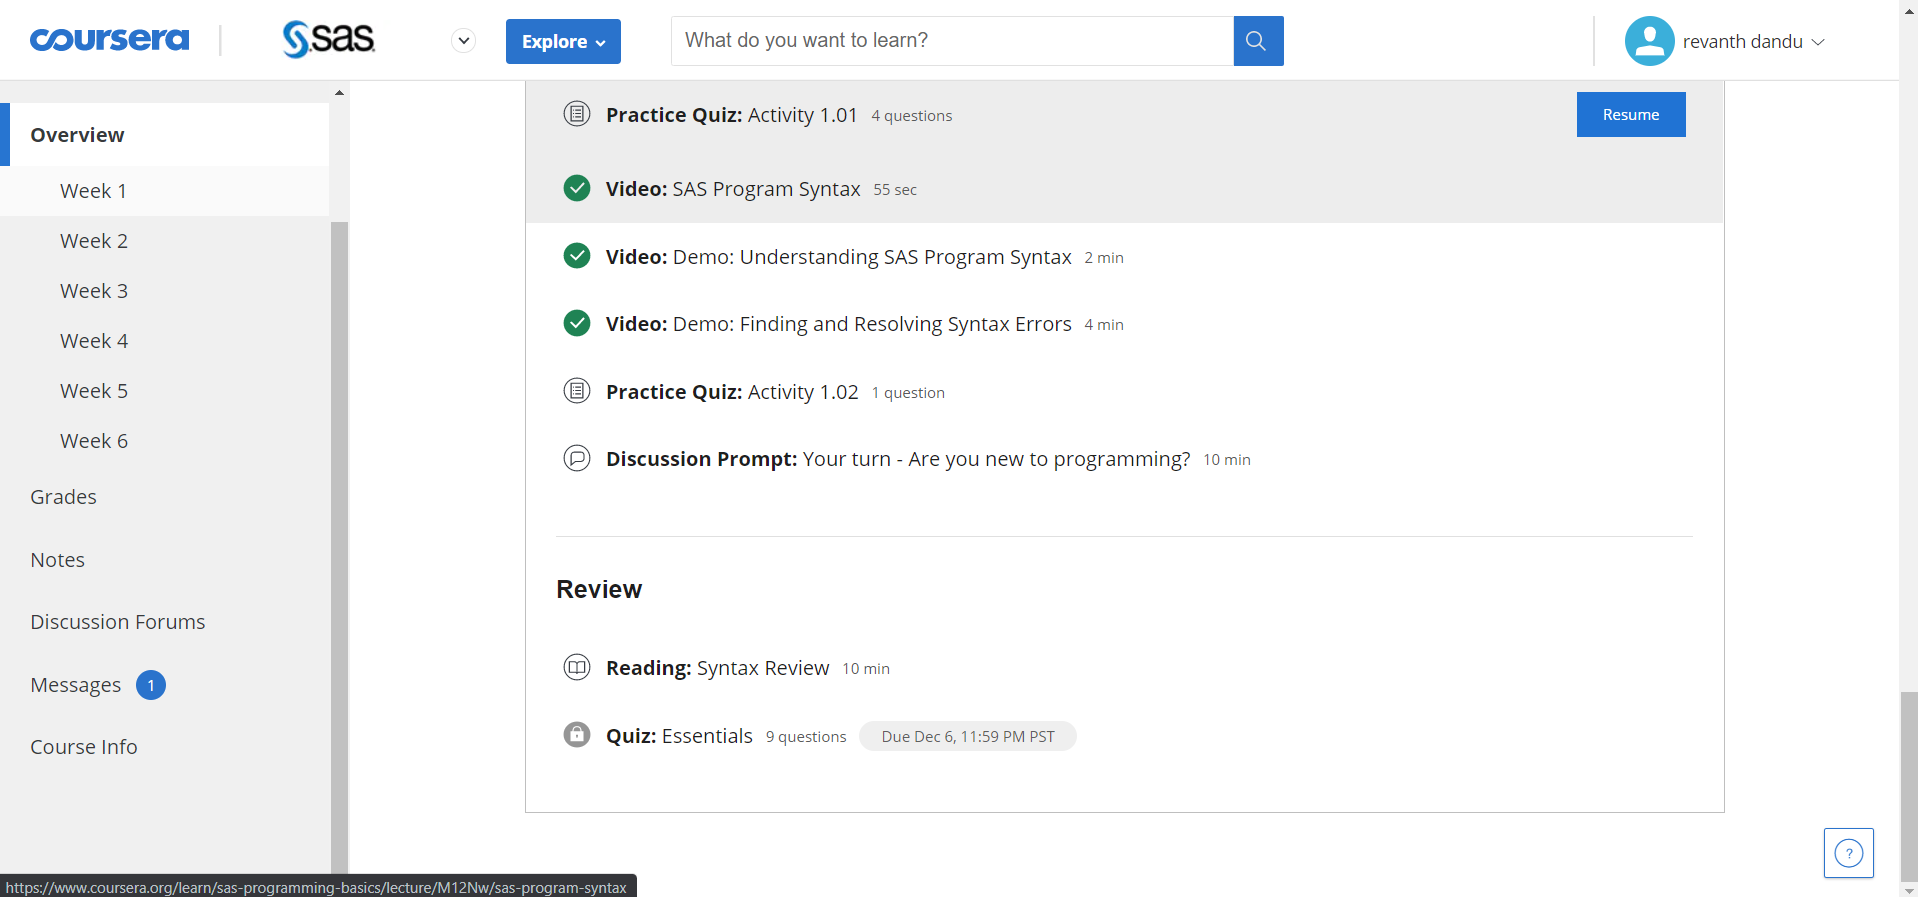 coursera
sas
Explore
What do you want to learn?
revanth dandu
Overview
Week 1
Week 2
Week 3
Week 4
Week 5
Week 6
Grades
Notes
Discussion Forums
Messages 1
Course Info
Practice Quiz: Activity 1.01 4 questions
Resume
Video: SAS Program Syntax 55 sec
Video: Demo: Understanding SAS Program Syntax 2 min
Video: Demo: Finding and Resolving Syntax Errors 4 min
Practice Quiz: Activity 1.02 1 question
Discussion Prompt: Your turn - Are you new to programming? 10 min
Review
Reading: Syntax Review 10 min
Quiz: Essentials 9 questions Due Dec 6, 11:59 PM PST
?
https://www.coursera.org/learn/sas-programming-basics/lecture/M12Nw/sas-program-syntax